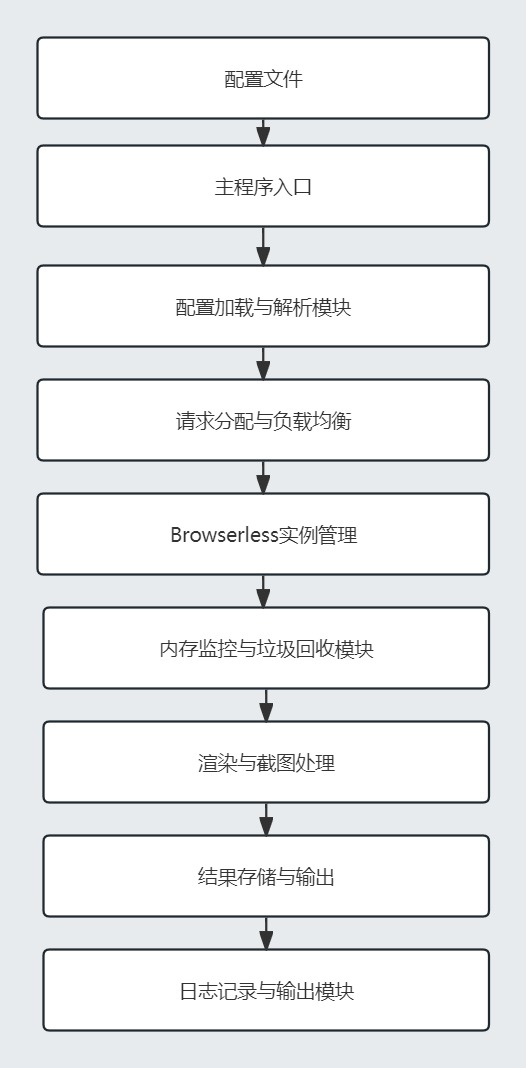 配置文件
主程序入口
配置加载与解析模块
请求分配与负载均衡
Browserless实例管理
内存监控与垃圾回收模块
渲染与截图处理
结果存储与输出
日志记录与输出模块